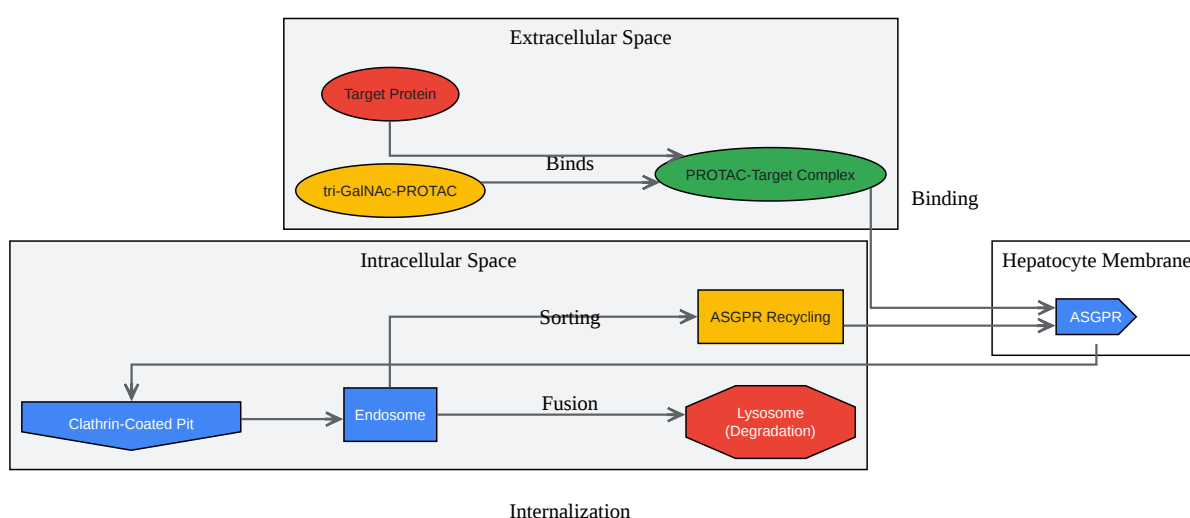 Extracellular Space
Target Protein
Binds
tri-GalNAc-PROTAC
PROTAC-Target Complex
Binding
Intracellular Space
Hepatocyte Membrane
Sorting
ASGPR Recycling
ASGPR
Clathrin-Coated Pit
Endosome
Fusion
Lysosome
(Degradation)
Internalization